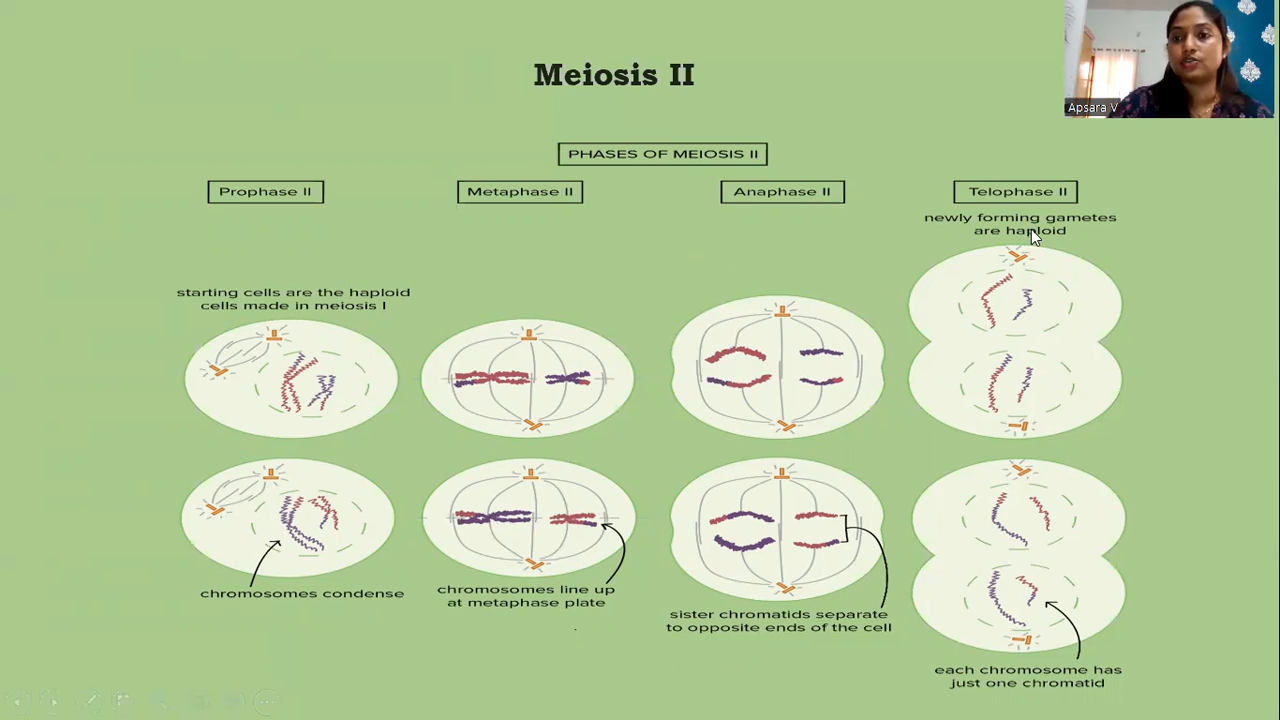 Apsara V
Meiosis II
PHASES OF MEIOSIS II
Prophase II
Metaphase II
Anaphase II
Telophase II
newly forming gametes
are haploid
starting cells are the haploid
cells made in meiosis I
chromosomes condense
chromosomes line up
at metaphase plate
sister chromatids separate
to opposite ends of the cell
each chromosome has
just one chromatid